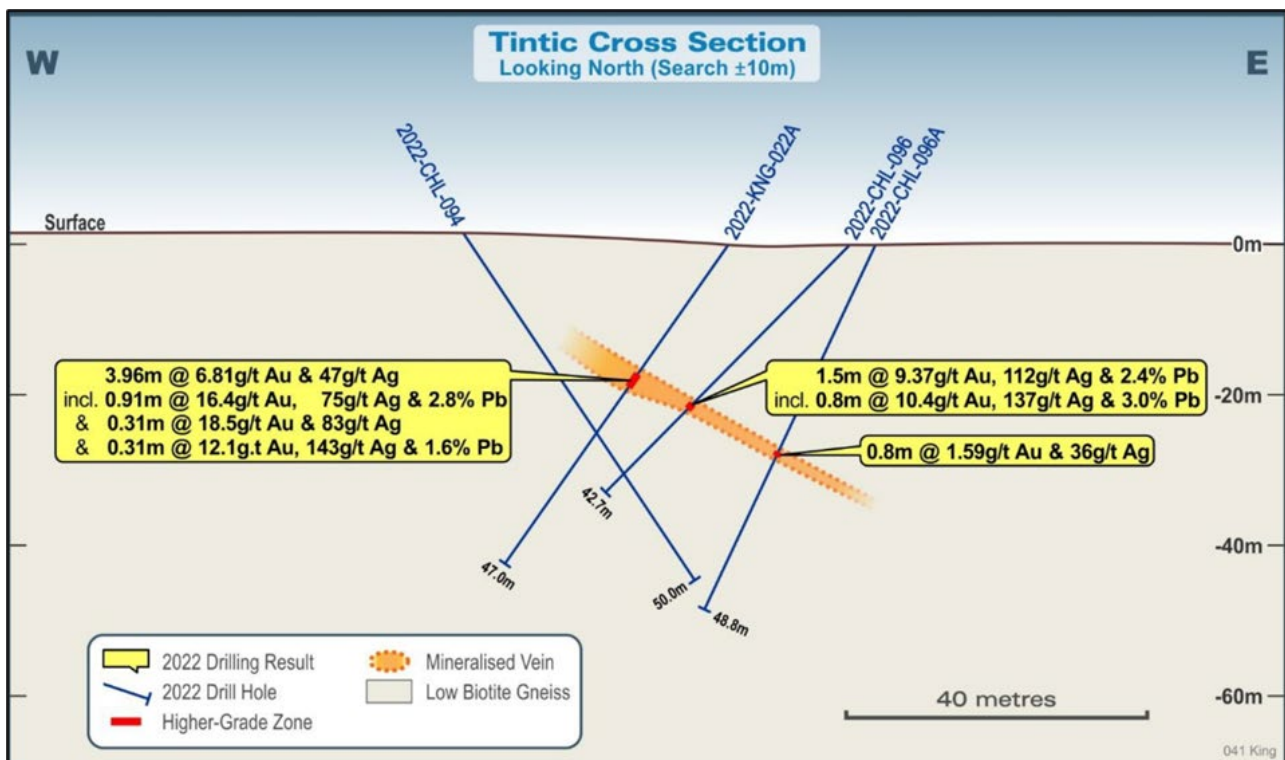 Tintic Cross Section
Looking North (Search ±10m)
W
E
2022-CHL-094
2022-KNG-022A
2022-CHL-096
2022-CHL-096A
Surface
0m
3.96m @ 6.81g/t Au & 47g/t Ag
incl. 0.91m @ 16.4g/t Au, 75g/t Ag & 2.8% Pb
& 0.31m @ 18.5g/t Au & 83g/t Ag
& 0.31m @ 12.1g.t Au, 143g/t Ag & 1.6% Pb
1.5m @ 9.37g/t Au, 112g/t Ag & 2.4% Pb
incl. 0.8m @ 10.4g/t Au, 137g/t Ag & 3.0% Pb
-20m
0.8m @ 1.59g/t Au & 36g/t Ag
42.7m
-40m
47.0m
50.0m
48.8m
2022 Drilling Result
2022 Drill Hole
Higher-Grade Zone
Mineralised Vein
Low Biotite Gneiss
40 metres
-60m
041 King